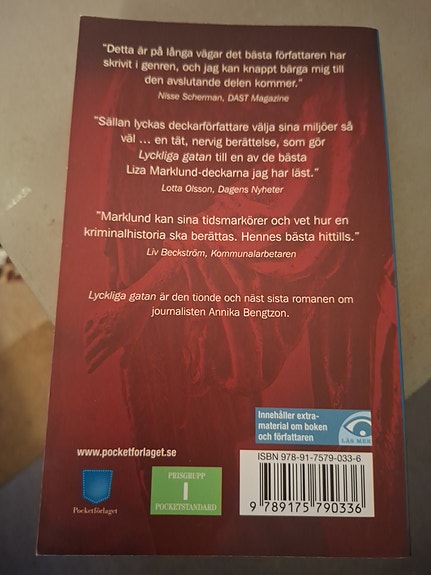 "Detta är på långa vägar det bästa författaren har
skrivit i genren, och jag kan knappt bärga mig till
den avslutande delen kommer."
Nisse Scherman, DAST Magazine
"Sällan lyckas deckarförfattare välja sina miljöer så
väl ... en tät, nervig berättelse, som gör
Lyckliga gatan till en av de bästa
Liza Marklund-deckarna jag har läst."
Lotta Olsson, Dagens Nyheter
"Marklund kan sina tidsmarkörer och vet hur en
kriminalhistoria ska berättas. Hennes bästa hittills."
Liv Beckström, Kommunalarbetaren
Lyckliga gatan är den tionde och näst sista romanen om
journalisten Annika Bengtzon.
Innehåller extra-
material om boken
och författaren
LÄS MER
www.pocketforlaget.se
Pocketförlaget
PRISGRUPP
1
POCKETSTANDARD
ISBN 978-91-7579-033-6
9 789175 790336